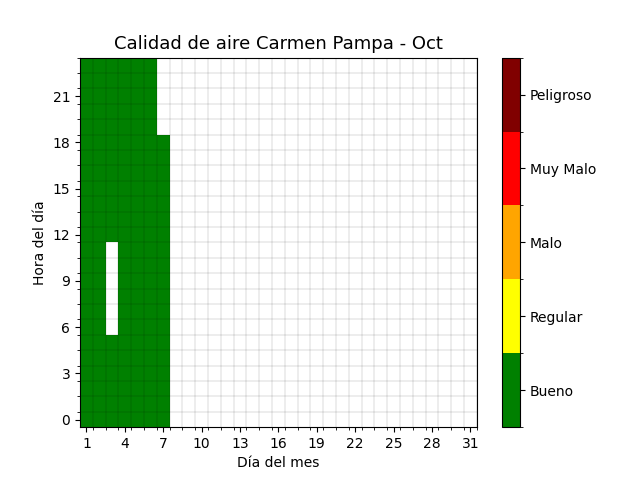 Calidad de aire Carmen Pampa - Oct
Hora del día
21
18
15
12
9
6
3
0
1 4 7 10 13 16 19 22 25 28 31
Día del mes
Peligroso
Muy Malo
Malo
Regular
Bueno